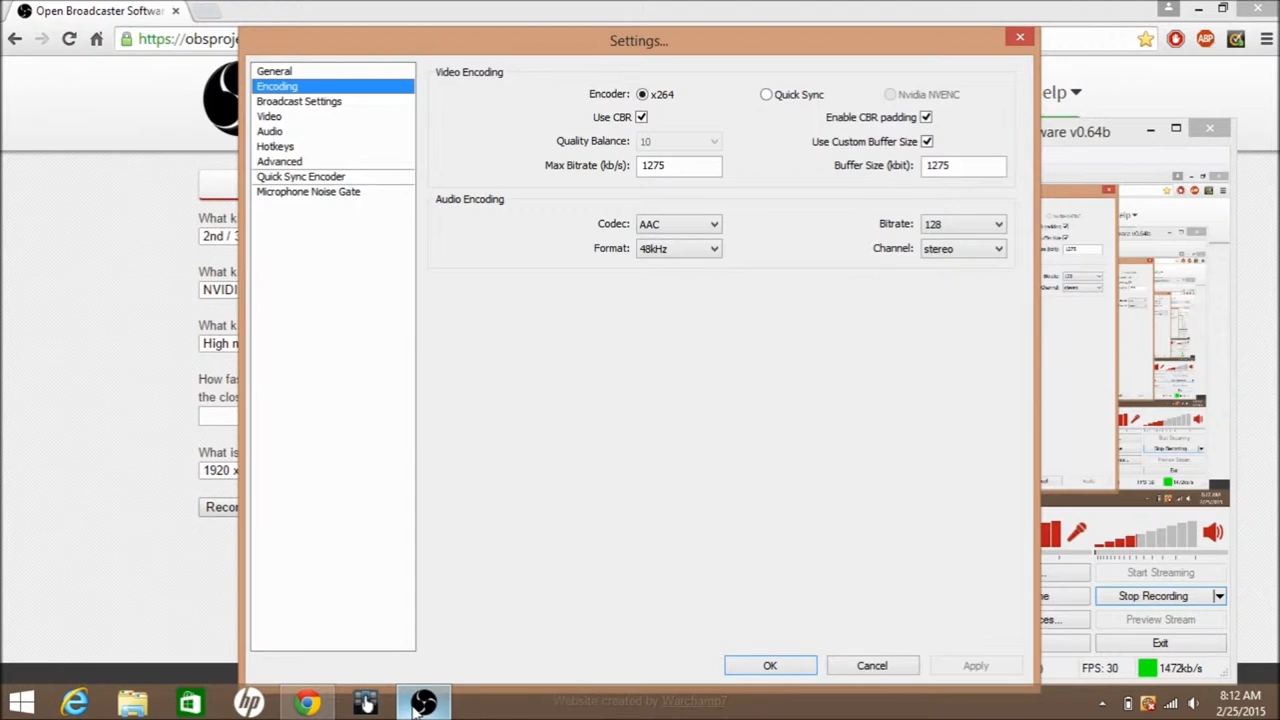 Open Broadcaster Softwar
https://obsproje
elp
Settings...
General
Encoding
Broadcast Settings
Video
Audio
Hotkeys
Advanced
Quick Sync Encoder
Microphone Noise Gate
Video Encoding
Encoder: x264 Quick Sync Nvidia NVENC
Use CBR Enable CBR padding
Quality Balance: 10 Use Custom Buffer Size
Max Bitrate (kb/s): 1275 Buffer Size (kbit): 1275
Audio Encoding
Codec: AAC Bitrate: 128
Format: 48kHz Channel: stereo
OK Cancel Apply
What k
2nd / 3
What k
NVIDI
What k
High n
How fas
the clos
What is
1920 x
Recor
ware v0.64b
Start Streaming
Stop Recording
Preview Stream
Exit
FPS: 30 1472kb/s
Website created by Warchamp7
8:12 AM
2/25/2015